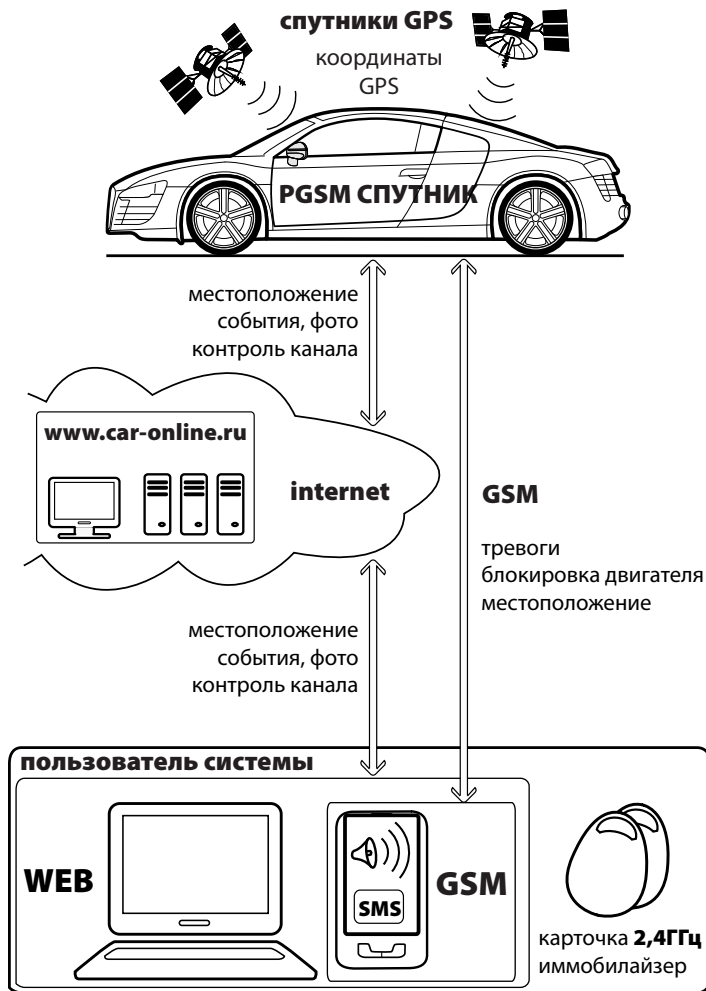 спутники GPS
координаты
GPS
PGSM СПУТНИК
местоположение
события, фото
контроль канала
www.car-online.ru
internet
GSM
тревоги
блокировка двигателя
местоположение
местоположение
события, фото
контроль канала
пользователь системы
WEB
SMS
GSM
карточка 2,4ГГц
иммобилайзер